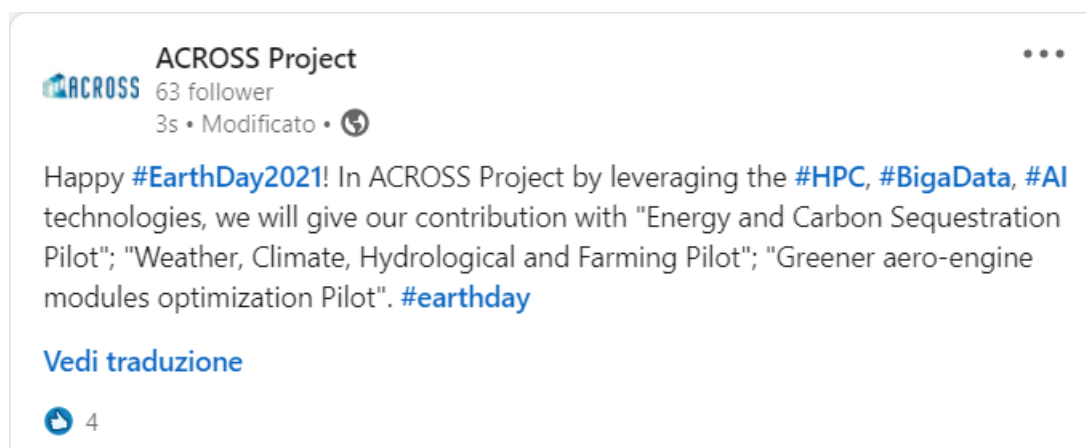 ACROSS Project
ACROSS
63 follower
3s • Modificato •
Happy #EarthDay2021! In ACROSS Project by leveraging the #HPC, #BigaData, #AI
technologies, we will give our contribution with "Energy and Carbon Sequestration
Pilot"; "Weather, Climate, Hydrological and Farming Pilot"; "Greener aero-engine
modules optimization Pilot". #earthday
Vedi traduzione
4